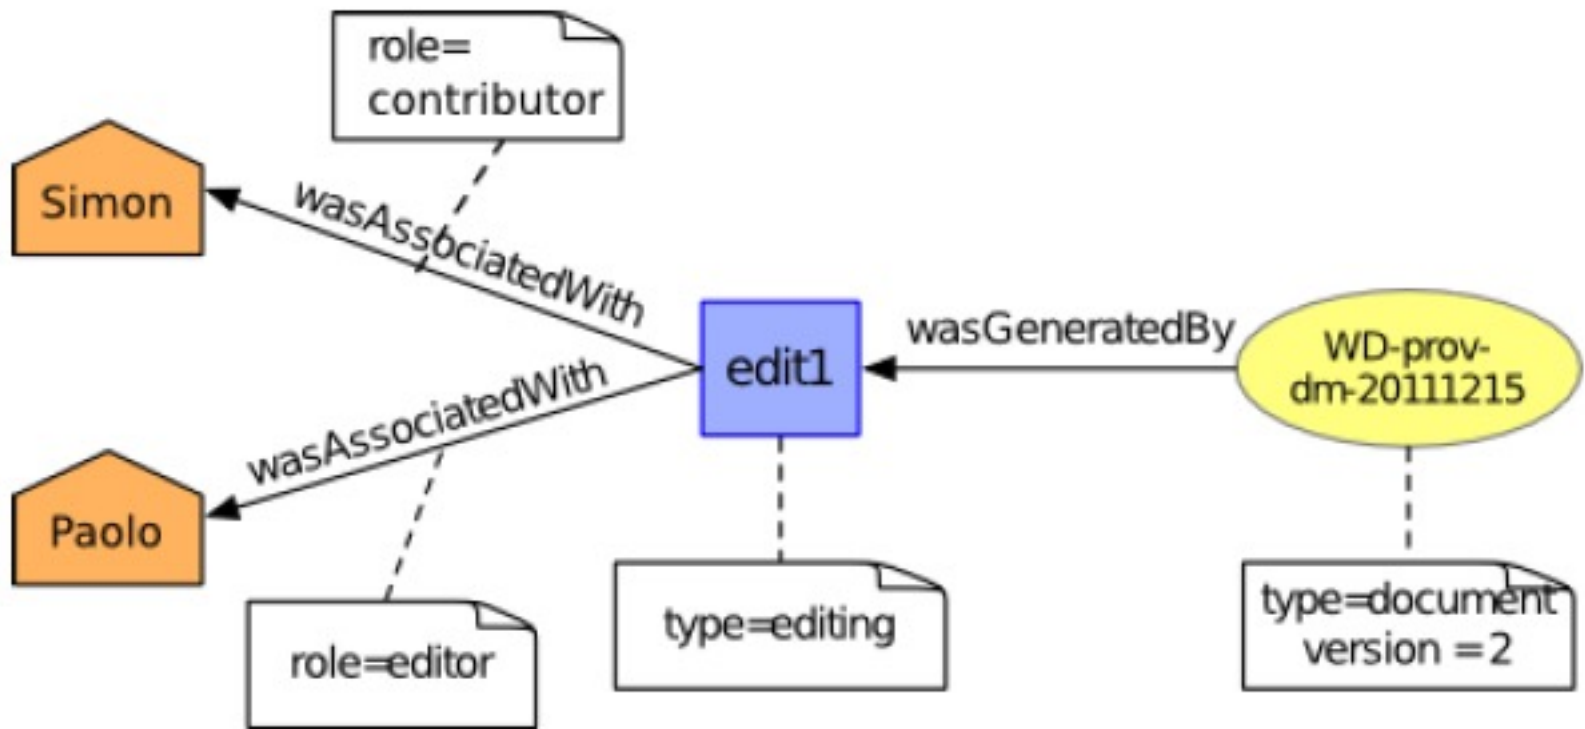 role=
contributor
Simon
wasAssociatedWith
wasGeneratedBy
edit1
WD-prov-
dm-20111215
wasAssociatedWith
Paolo
role=editor
type=editing
type=document
version =2